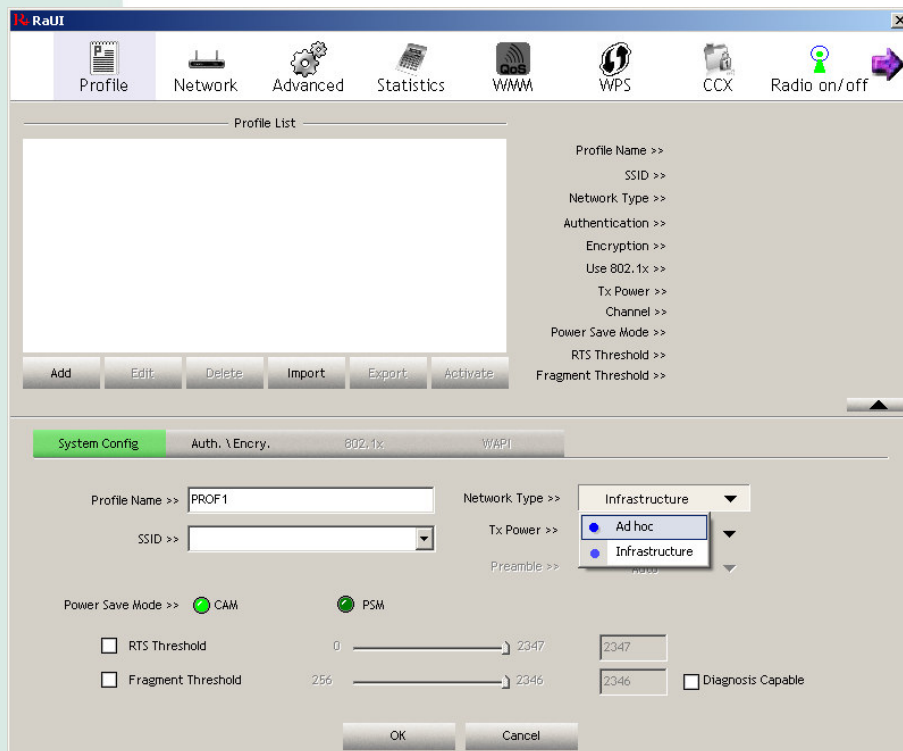 RaUI
Profile
Network
Advanced
Statistics
QoS
WMM
WPS
CCX
Radio on/off
Profile List
Profile Name >>
SSID >>
Network Type >>
Authentication >>
Encryption >>
Use 802.1x >>
Tx Power >>
Channel >>
Power Save Mode >>
RTS Threshold >>
Fragment Threshold >>
Add
Edit
Delete
Import
Export
Activate
System Config
Auth. \ Encry.
802.1x
WAPI
Profile Name >> PROF1
Network Type >> Infrastructure
Ad hoc
Infrastructure
SSID >>
Tx Power >>
Preamble >> Auto
Power Save Mode >> CAM PSM
RTS Threshold 0 2347 2347
Fragment Threshold 256 2346 2346 Diagnosis Capable
OK
Cancel